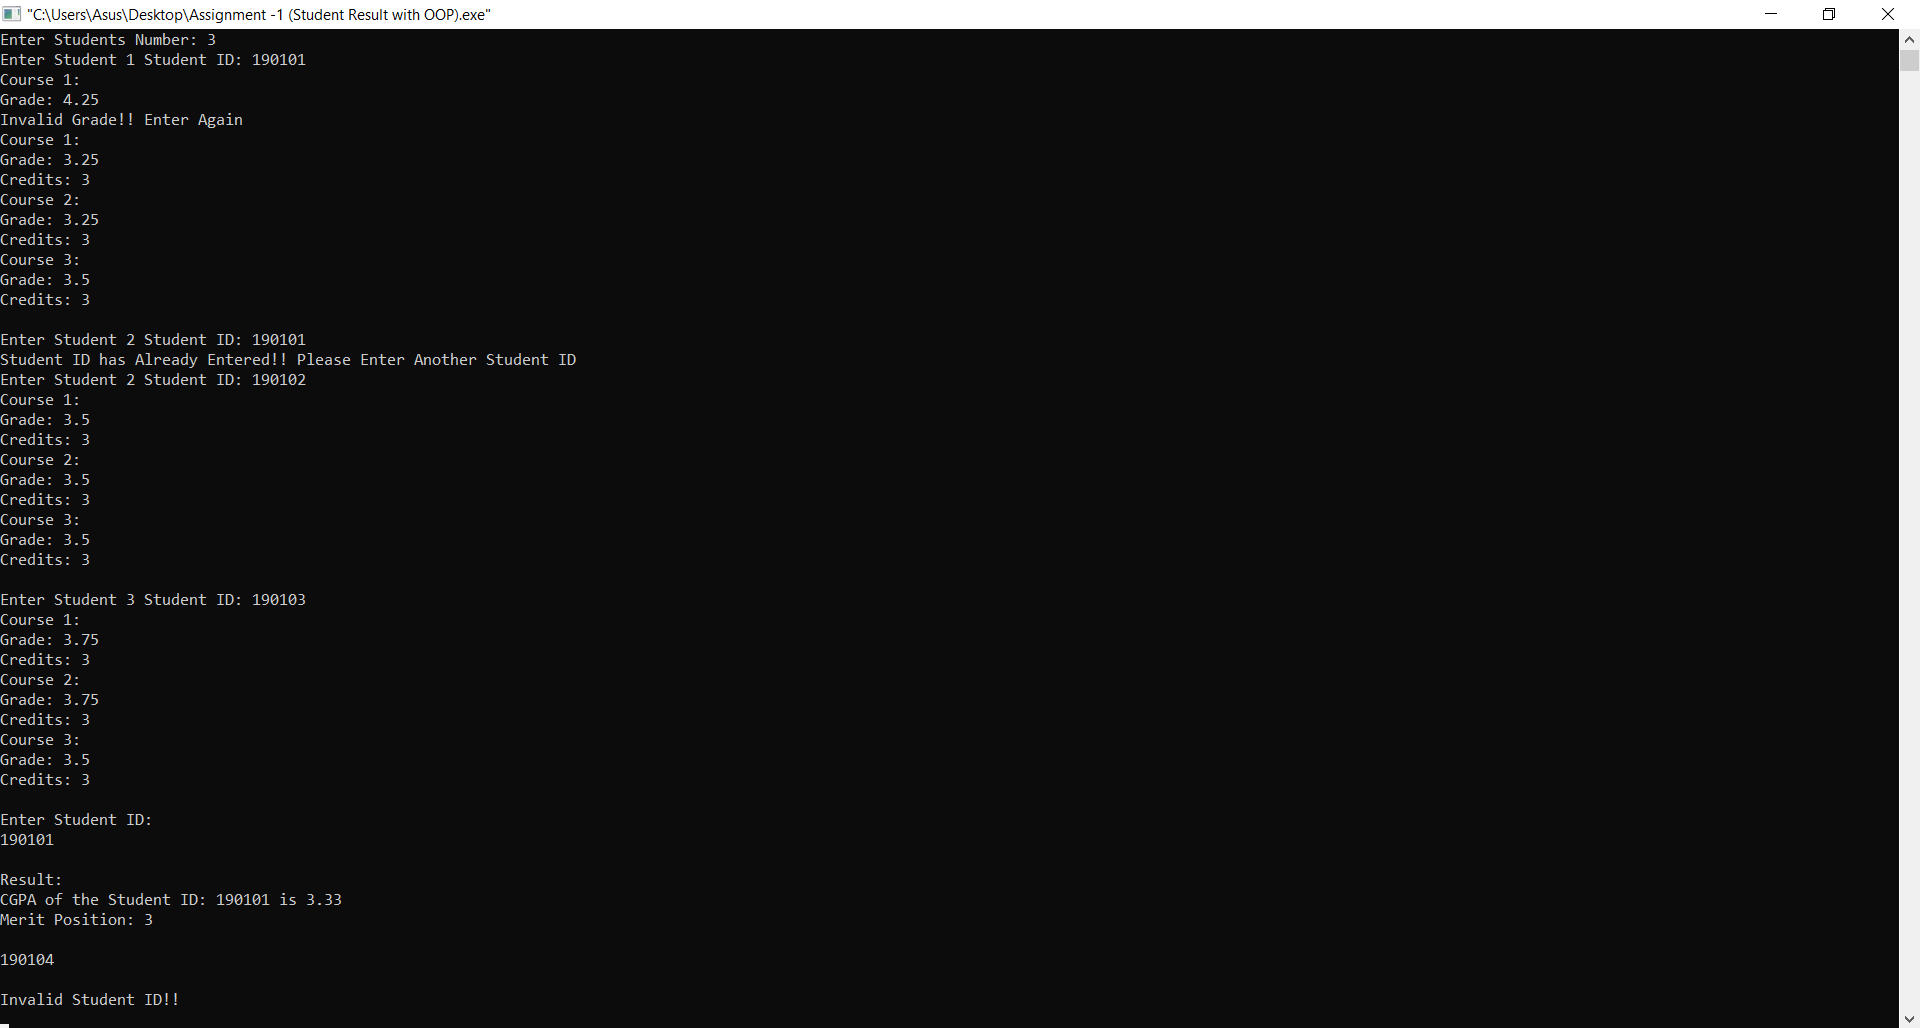 "C:\Users\Asus\Desktop\Assignment -1 (Student Result with OOP).exe"
Enter Students Number: 3
Enter Student 1 Student ID: 190101
Course 1:
Grade: 4.25
Invalid Grade!! Enter Again
Course 1:
Grade: 3.25
Credits: 3
Course 2:
Grade: 3.25
Credits: 3
Course 3:
Grade: 3.5
Credits: 3
Enter Student 2 Student ID: 190101
Student ID has Already Entered!! Please Enter Another Student ID
Enter Student 2 Student ID: 190102
Course 1:
Grade: 3.5
Credits: 3
Course 2:
Grade: 3.5
Credits: 3
Course 3:
Grade: 3.5
Credits: 3
Enter Student 3 Student ID: 190103
Course 1:
Grade: 3.75
Credits: 3
Course 2:
Grade: 3.75
Credits: 3
Course 3:
Grade: 3.5
Credits: 3
Enter Student ID:
190101
Result:
CGPA of the Student ID: 190101 is 3.33
Merit Position: 3
190104
Invalid Student ID!!